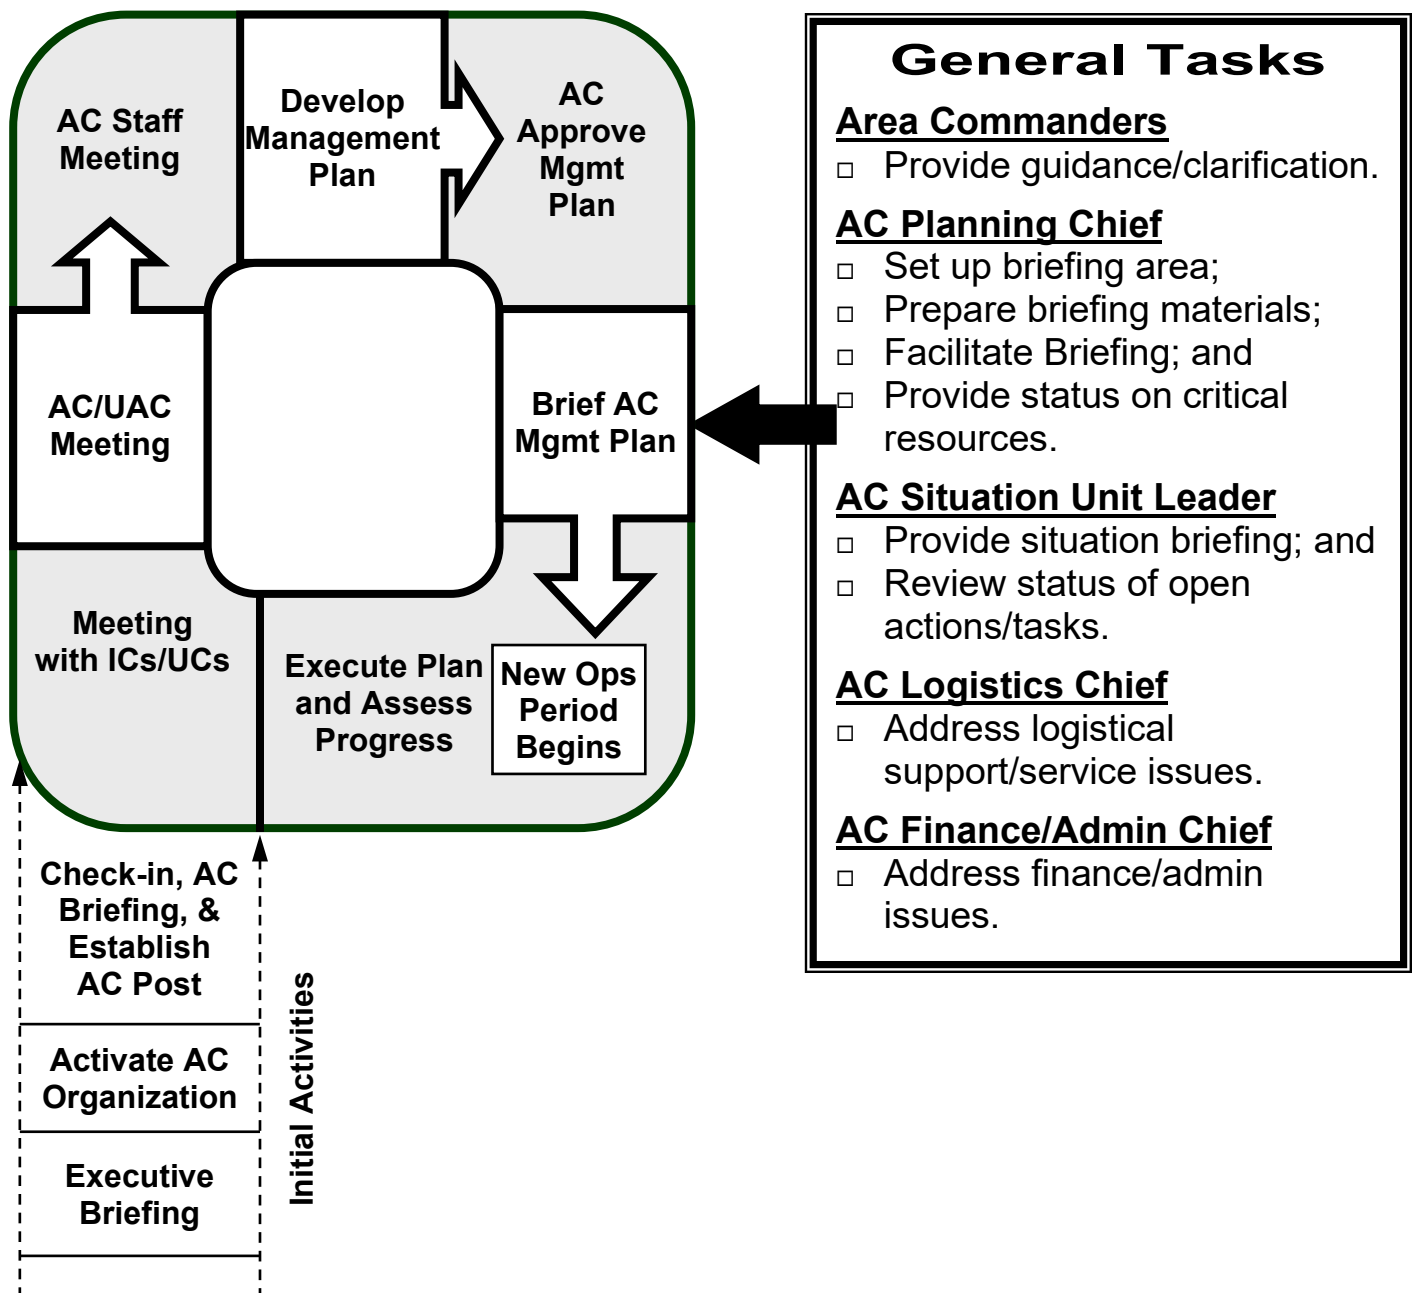 AC Staff
Meeting
Develop
Management
Plan
AC
Approve
Mgmt
Plan
AC/UAC
Meeting
Brief AC
Mgmt Plan
Meeting
with ICs/UCs
Execute Plan
and Assess
Progress
New Ops
Period
Begins
Check-in, AC
Briefing, &
Establish
AC Post
Activate AC
Organization
Executive
Briefing
Initial Activities
General Tasks
Area Commanders
□ Provide guidance/clarification.
AC Planning Chief
□ Set up briefing area;
□ Prepare briefing materials;
□ Facilitate Briefing; and
□ Provide status on critical
resources.
AC Situation Unit Leader
□ Provide situation briefing; and
□ Review status of open
actions/tasks.
AC Logistics Chief
□ Address logistical
support/service issues.
AC Finance/Admin Chief
□ Address finance/admin
issues.